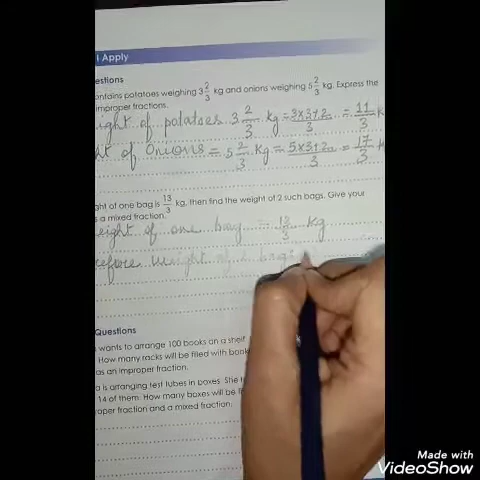 i Apply
estions
ontains potatoes weighing 3 2/3 kg and onions weighing 5 2/3 kg. Express the
improper fractions.
ight of potatoes 3 2/3 kg = 3×3+2/3 = 11/3 K
ht of Onions = 5 2/3 Kg = 5×3+2/3 = 17/3 K
ght of one bag is 13/3 kg, then find the weight of 2 such bags. Give your
s a mixed fraction.
eight of one bag = 13/3 Kg
refore weight of 2 bags
Questions
wants to arrange 100 books on a shelf
How many racks will be filled with book
as an improper fraction.
a is arranging test tubes in boxes. She
14 of them. How many boxes will be
oper fraction and a mixed fraction.
Made with
VideoShow